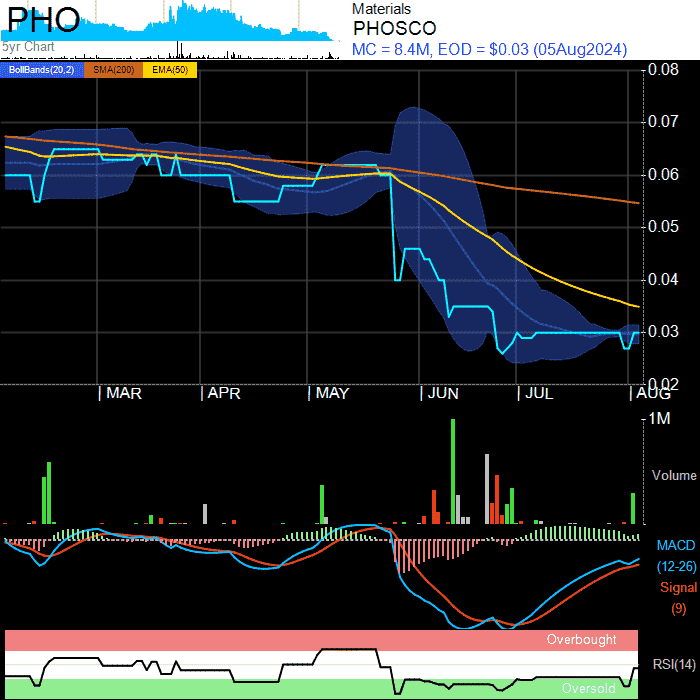 PHO
5yr Chart
Materials
PHOSCO
MC = 8.4M, EOD = $0.03 (05Aug2024)
BollBands(20,2) SMA(200) EMA(50)
0.08
0.07
0.06
0.05
0.04
0.03
0.02
| MAR | APR | MAY | JUN | JUL | AUG
1M
Volume
MACD
(12-26)
Signal
(9)
Overbought
RSI(14)
Oversold